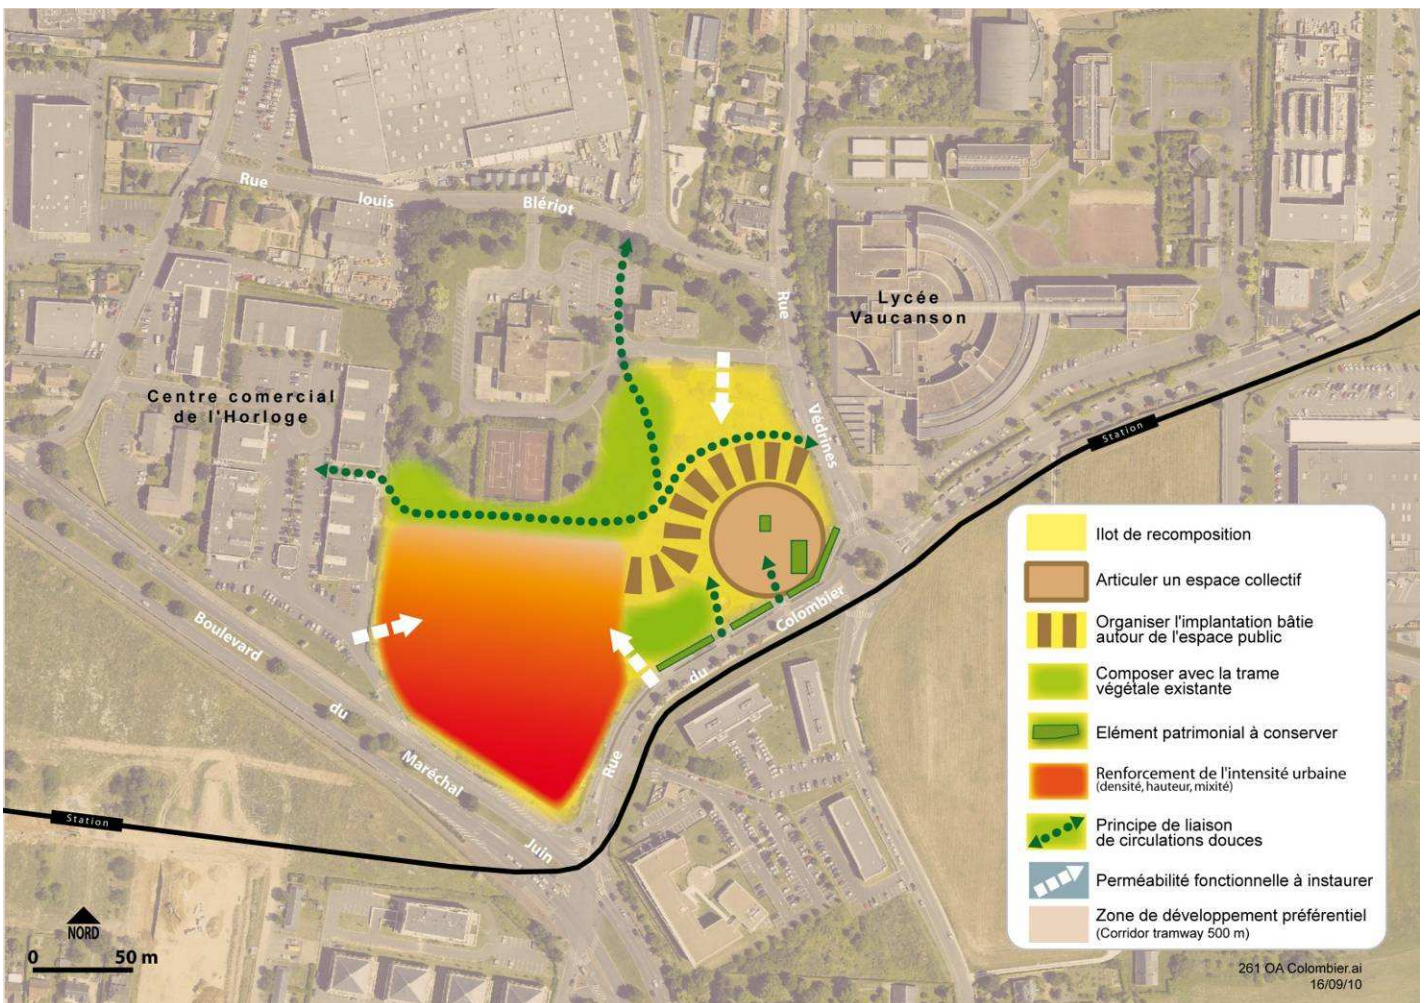 Rue
louis
Blériot
Rue
Védrines
Lycée
Vaucanson
Station
Centre comercial
de l'Horloge
Boulevard
du
Maréchal
Juin
Rue
du
Colombier
Station
NORD
0 50 m
Ilot de recomposition
Articuler un espace collectif
Organiser l'implantation bâtie
autour de l'espace public
Composer avec la trame
végétale existante
Elément patrimonial à conserver
Renforcement de l'intensité urbaine
(densité, hauteur, mixité)
Principe de liaison
de circulations douces
Perméabilité fonctionnelle à instaurer
Zone de développement préférentiel
(Corridor tramway 500 m)
261 OA Colombier.ai
16/09/10